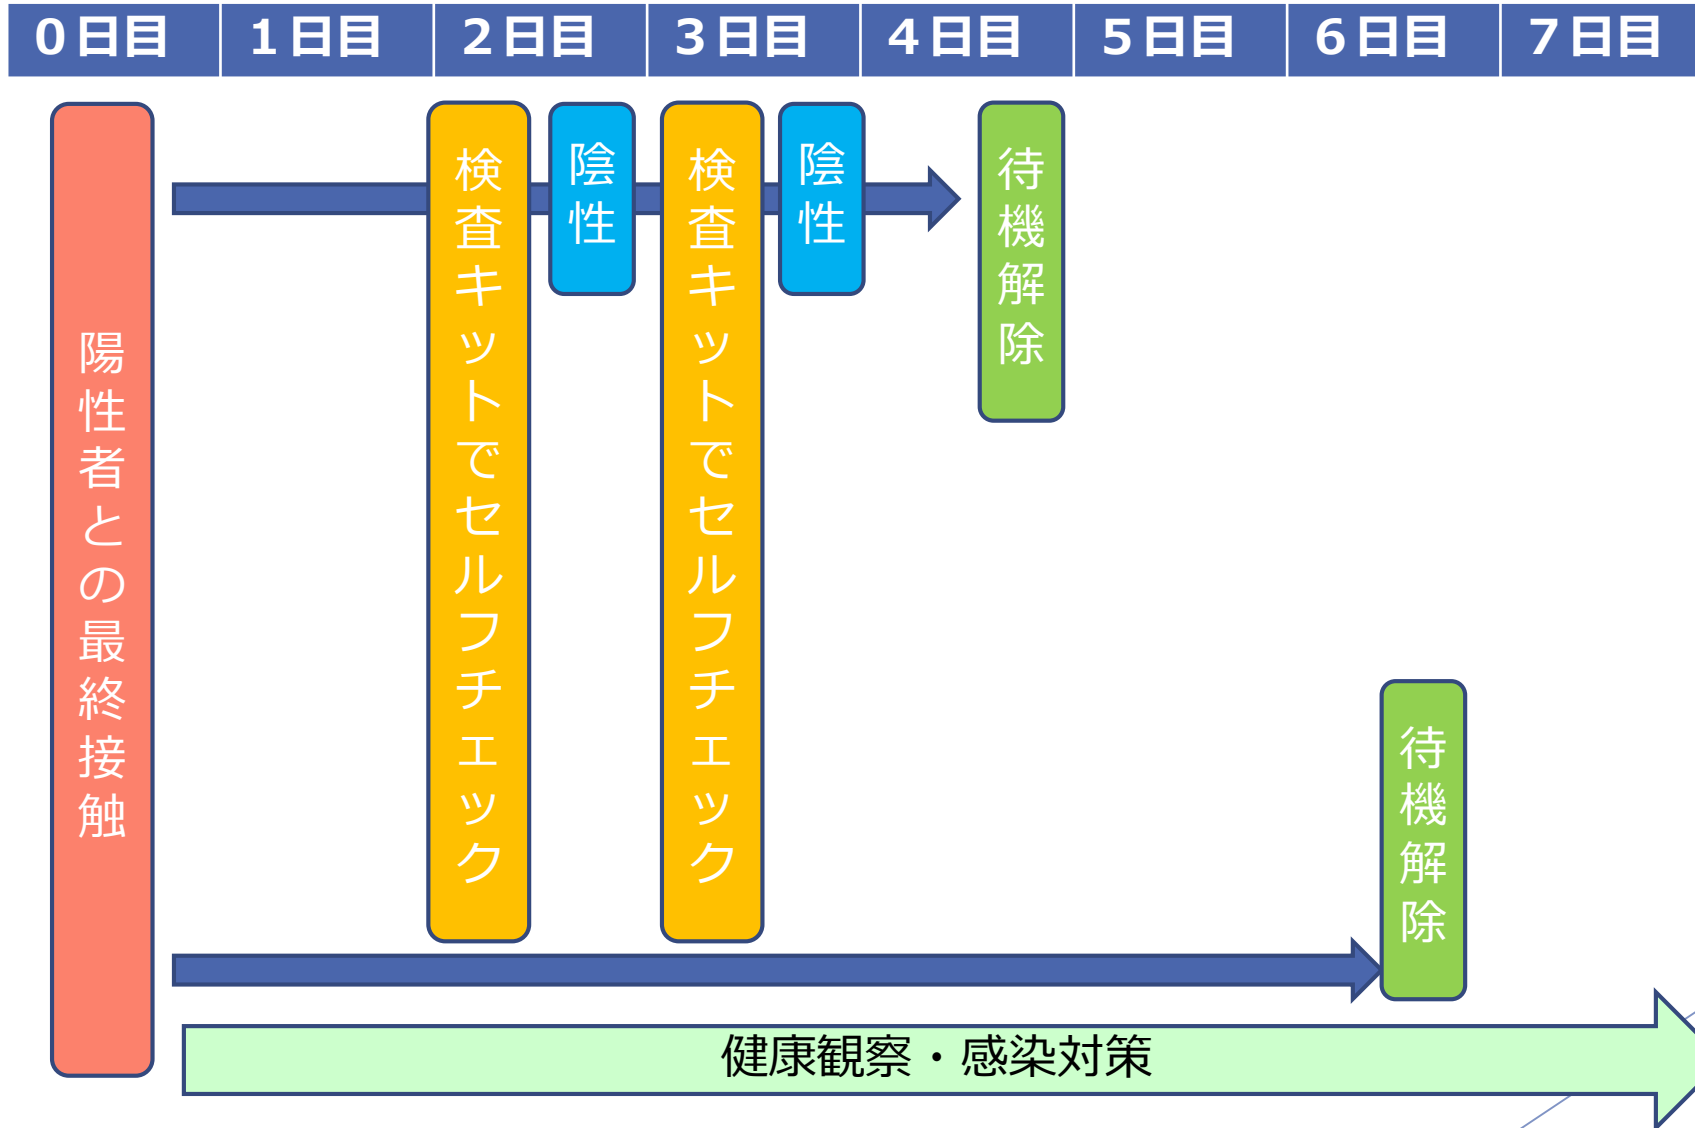 0日目 1日目 2日目 3日目 4日目 5日目 6日目 7日目
陽性者との最終接触
検査キットでセルフチェック
陰性
検査キットでセルフチェック
陰性
待機解除
待機解除
健康観察・感染対策